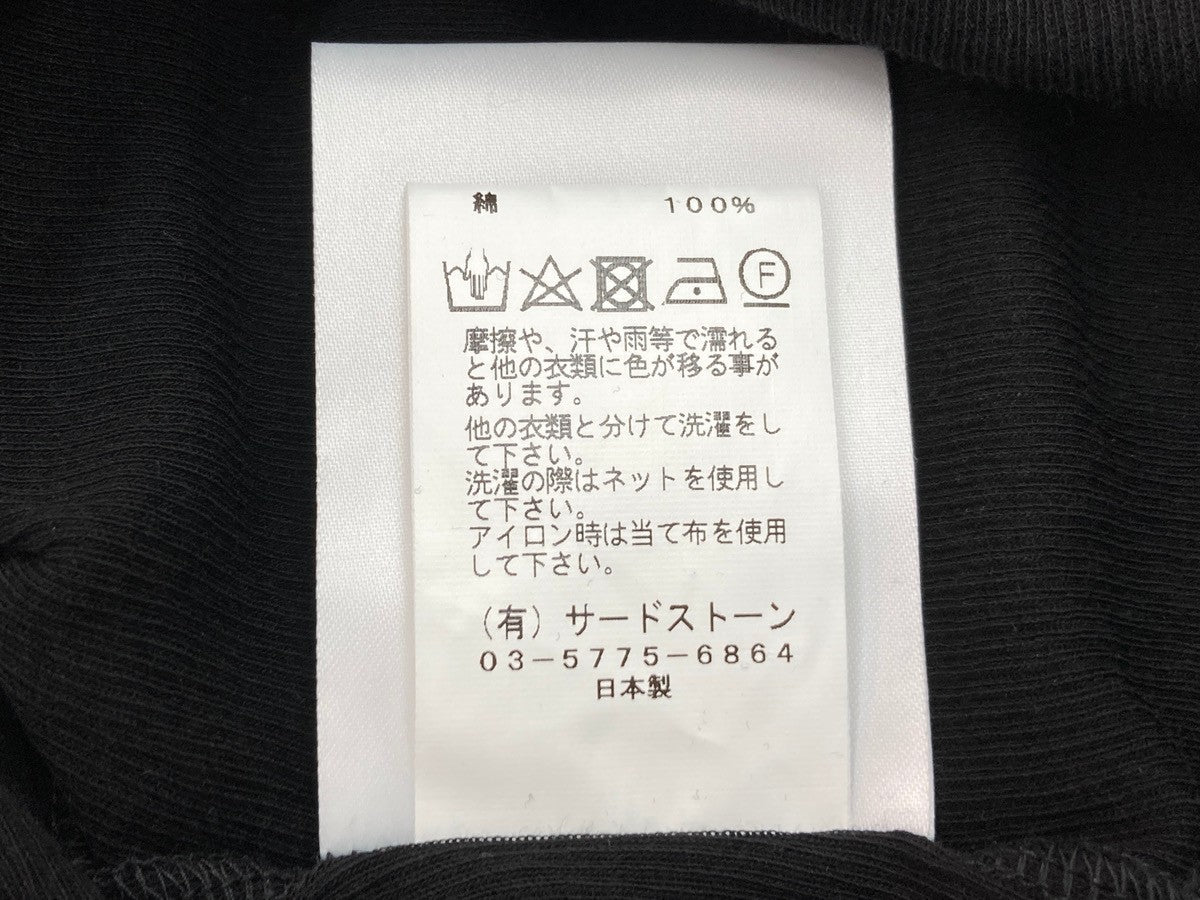 綿 100%
F
摩擦や、汗や雨等で濡れる
と他の衣類に色が移る事が
あります。
他の衣類と分けて洗濯をし
て下さい。
洗濯の際はネットを使用し
て下さい。
アイロン時は当て布を使用
して下さい。
(有) サードストーン
03-5775-6864
日本製